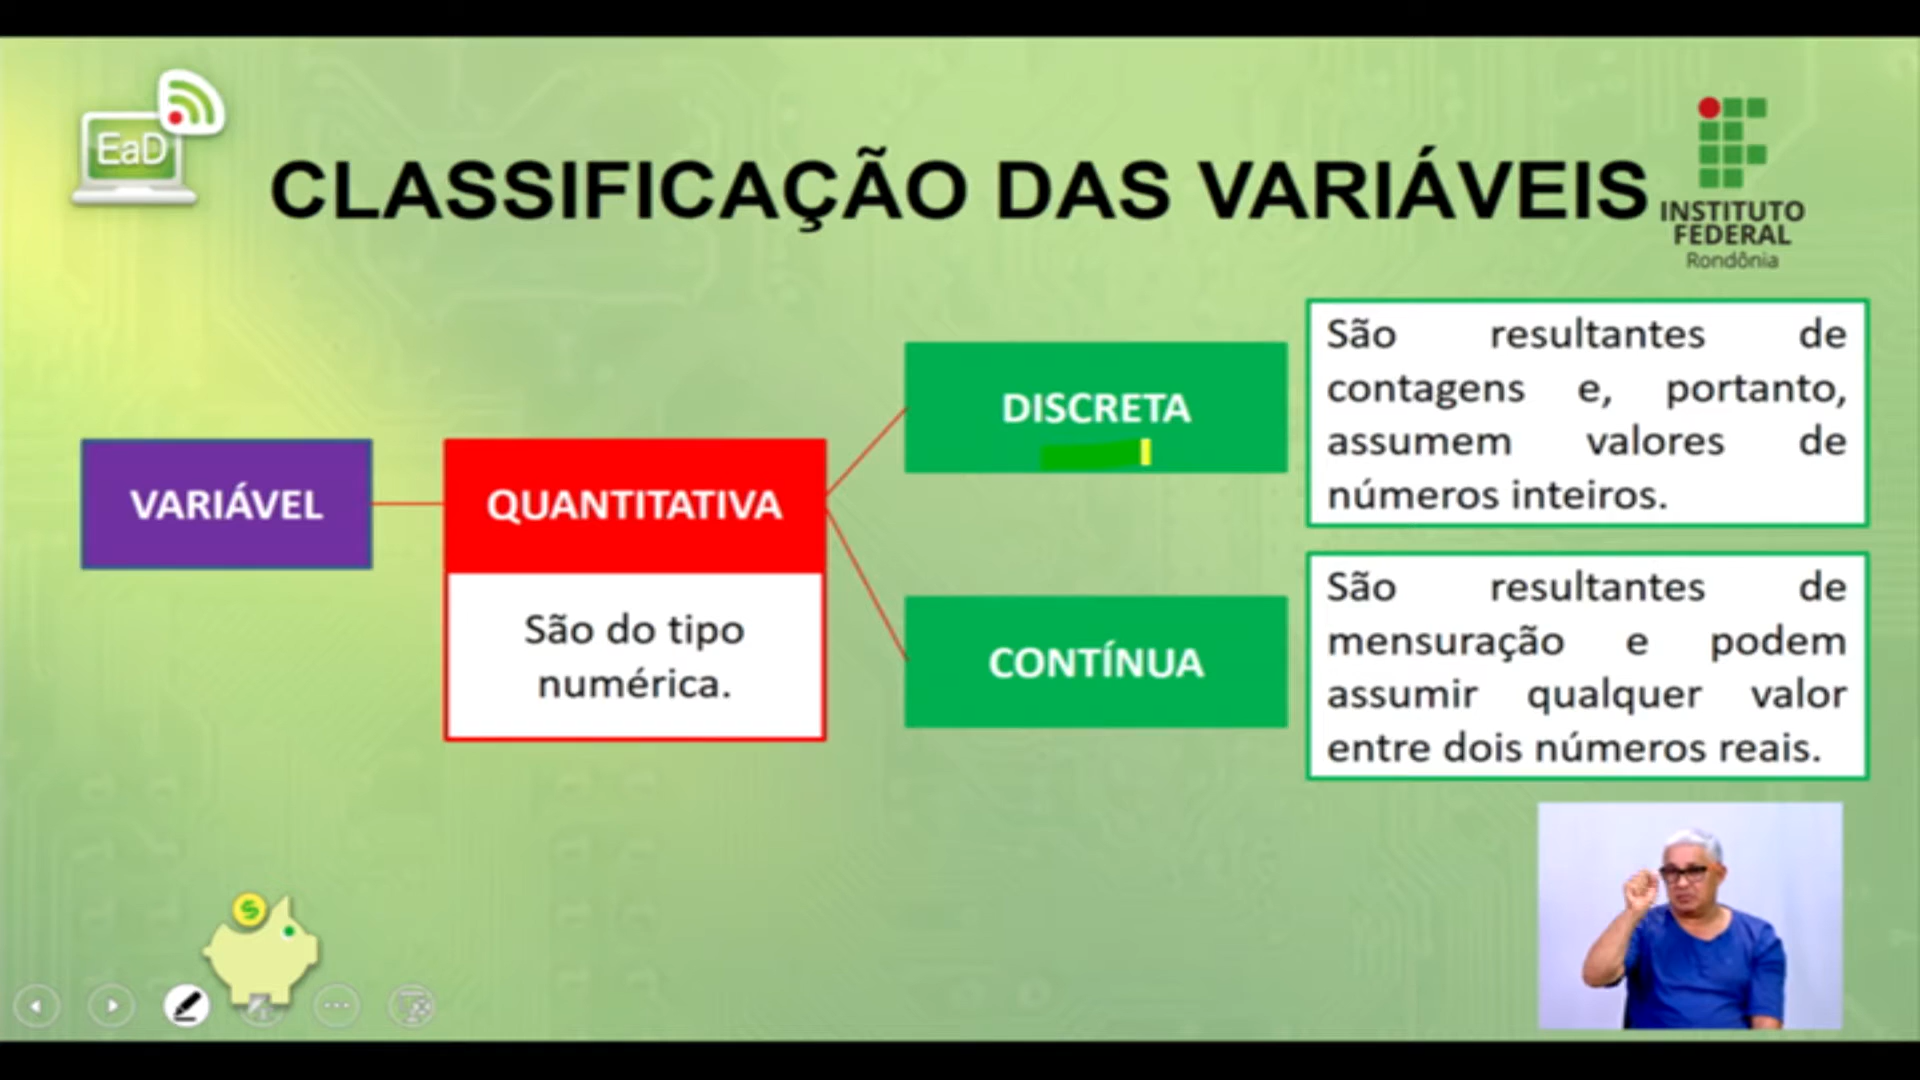 EaD
CLASSIFICAÇÃO DAS VARIÁVEIS
INSTITUTO
FEDERAL
Rondônia
VARIÁVEL
QUANTITATIVA
São do tipo
numérica.
DISCRETA
São resultantes de
contagens e, portanto,
assumem valores de
números inteiros.
CONTÍNUA
São resultantes de
mensuração e podem
assumir qualquer valor
entre dois números reais.
$